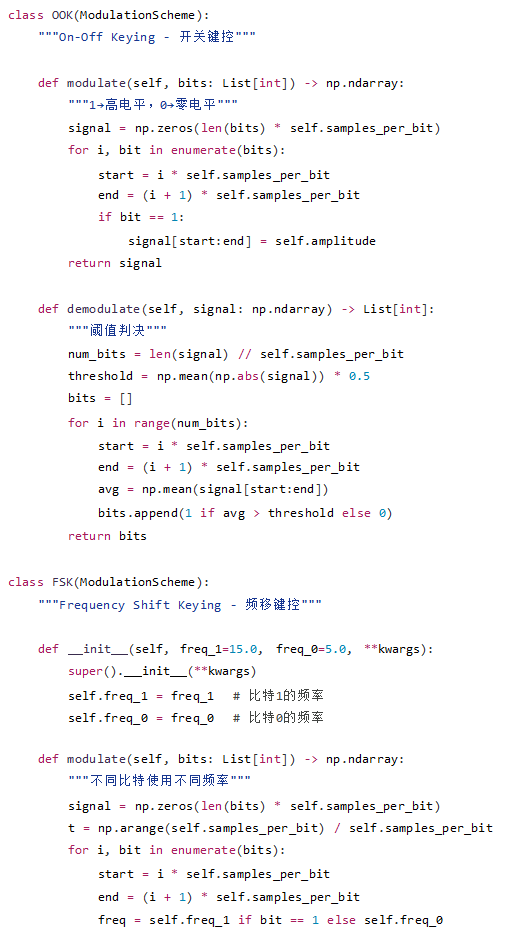 class OOK(ModulationScheme):
    """On-Off Keying - 开关键控"""

    def modulate(self, bits: List[int]) -> np.ndarray:
        """1→高电平，0→零电平"""
        signal = np.zeros(len(bits) * self.samples_per_bit)
        for i, bit in enumerate(bits):
            start = i * self.samples_per_bit
            end = (i + 1) * self.samples_per_bit
            if bit == 1:
                signal[start:end] = self.amplitude
        return signal

    def demodulate(self, signal: np.ndarray) -> List[int]:
        """阈值判决"""
        num_bits = len(signal) // self.samples_per_bit
        threshold = np.mean(np.abs(signal)) * 0.5
        bits = []
        for i in range(num_bits):
            start = i * self.samples_per_bit
            end = (i + 1) * self.samples_per_bit
            avg = np.mean(signal[start:end])
            bits.append(1 if avg > threshold else 0)
        return bits

class FSK(ModulationScheme):
    """Frequency Shift Keying - 频移键控"""

    def __init__(self, freq_1=15.0, freq_0=5.0, **kwargs):
        super().__init__(**kwargs)
        self.freq_1 = freq_1  # 比特1的频率
        self.freq_0 = freq_0  # 比特0的频率

    def modulate(self, bits: List[int]) -> np.ndarray:
        """不同比特使用不同频率"""
        signal = np.zeros(len(bits) * self.samples_per_bit)
        t = np.arange(self.samples_per_bit) / self.samples_per_bit
        for i, bit in enumerate(bits):
            start = i * self.samples_per_bit
            end = (i + 1) * self.samples_per_bit
            freq = self.freq_1 if bit == 1 else self.freq_0